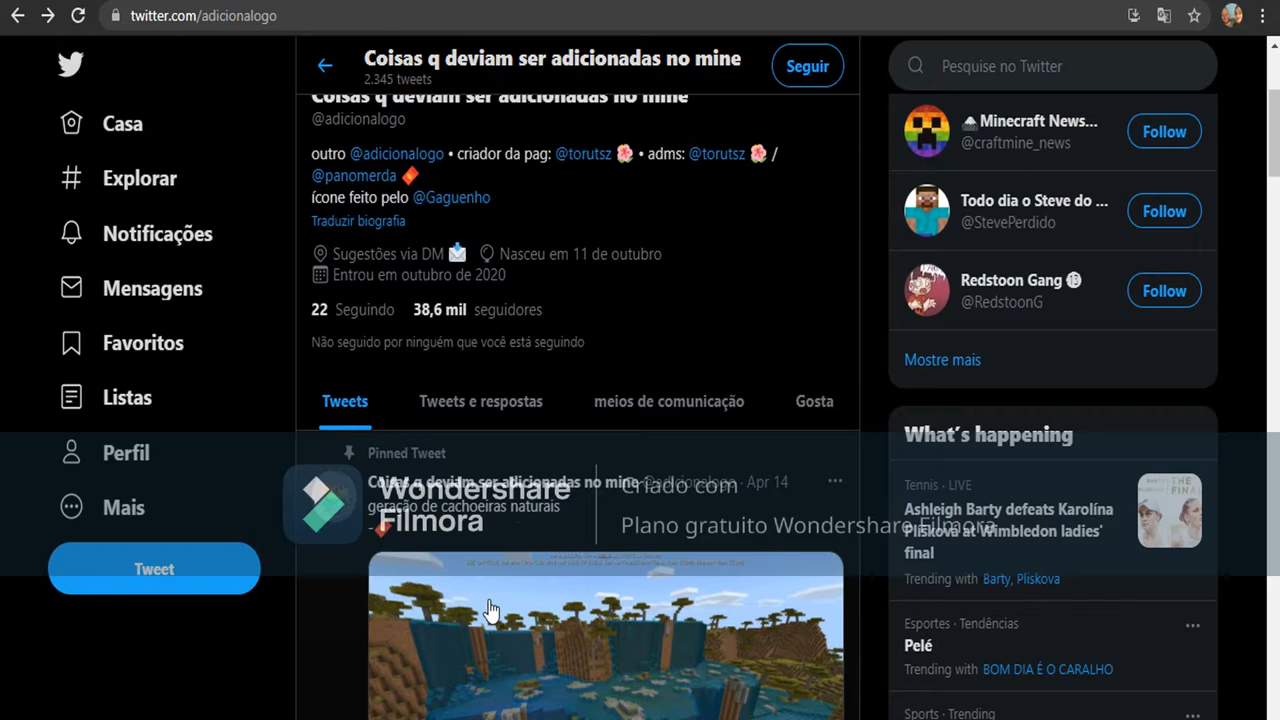 twitter.com/adicionalogo
Casa
Explorar
Notificações
Mensagens
Favoritos
Listas
Perfil
Mais
Tweet
Coisas q deviam ser adicionadas no mine
2.345 tweets
Seguir
Coisas q deviam ser adicionadas no mine
@adicionalogo
outro @adicionalogo • criador da pag: @torutsz 🌺 • adms: @torutsz 🌺 /
@panomerda
ícone feito pelo @Gaguenho
Traduzir biografia
Sugestões via DM 📩 Nasceu em 11 de outubro
Entrou em outubro de 2020
22 Seguindo 38,6 mil seguidores
Não seguido por ninguém que você está seguindo
Tweets Tweets e respostas meios de comunicação Gosta
Pinned Tweet
Coisas q deviam ser adicionadas no mine @adicionalogo · Apr 14
geração de cachoeiras naturais
-
Wondershare
Filmora
Criado com
Plano gratuito Wondershare Filmora
Pesquise no Twitter
Minecraft News...
@craftmine_news
Follow
Todo dia o Steve do ...
@StevePerdido
Follow
Redstoon Gang
@RedstoonG
Follow
Mostre mais
What's happening
Tennis · LIVE
Ashleigh Barty defeats Karolína
Plíšková at Wimbledon ladies'
final
Trending with Barty, Pliskova
Esportes · Tendências
Pelé
Trending with BOM DIA É O CARALHO
Sports · Trending